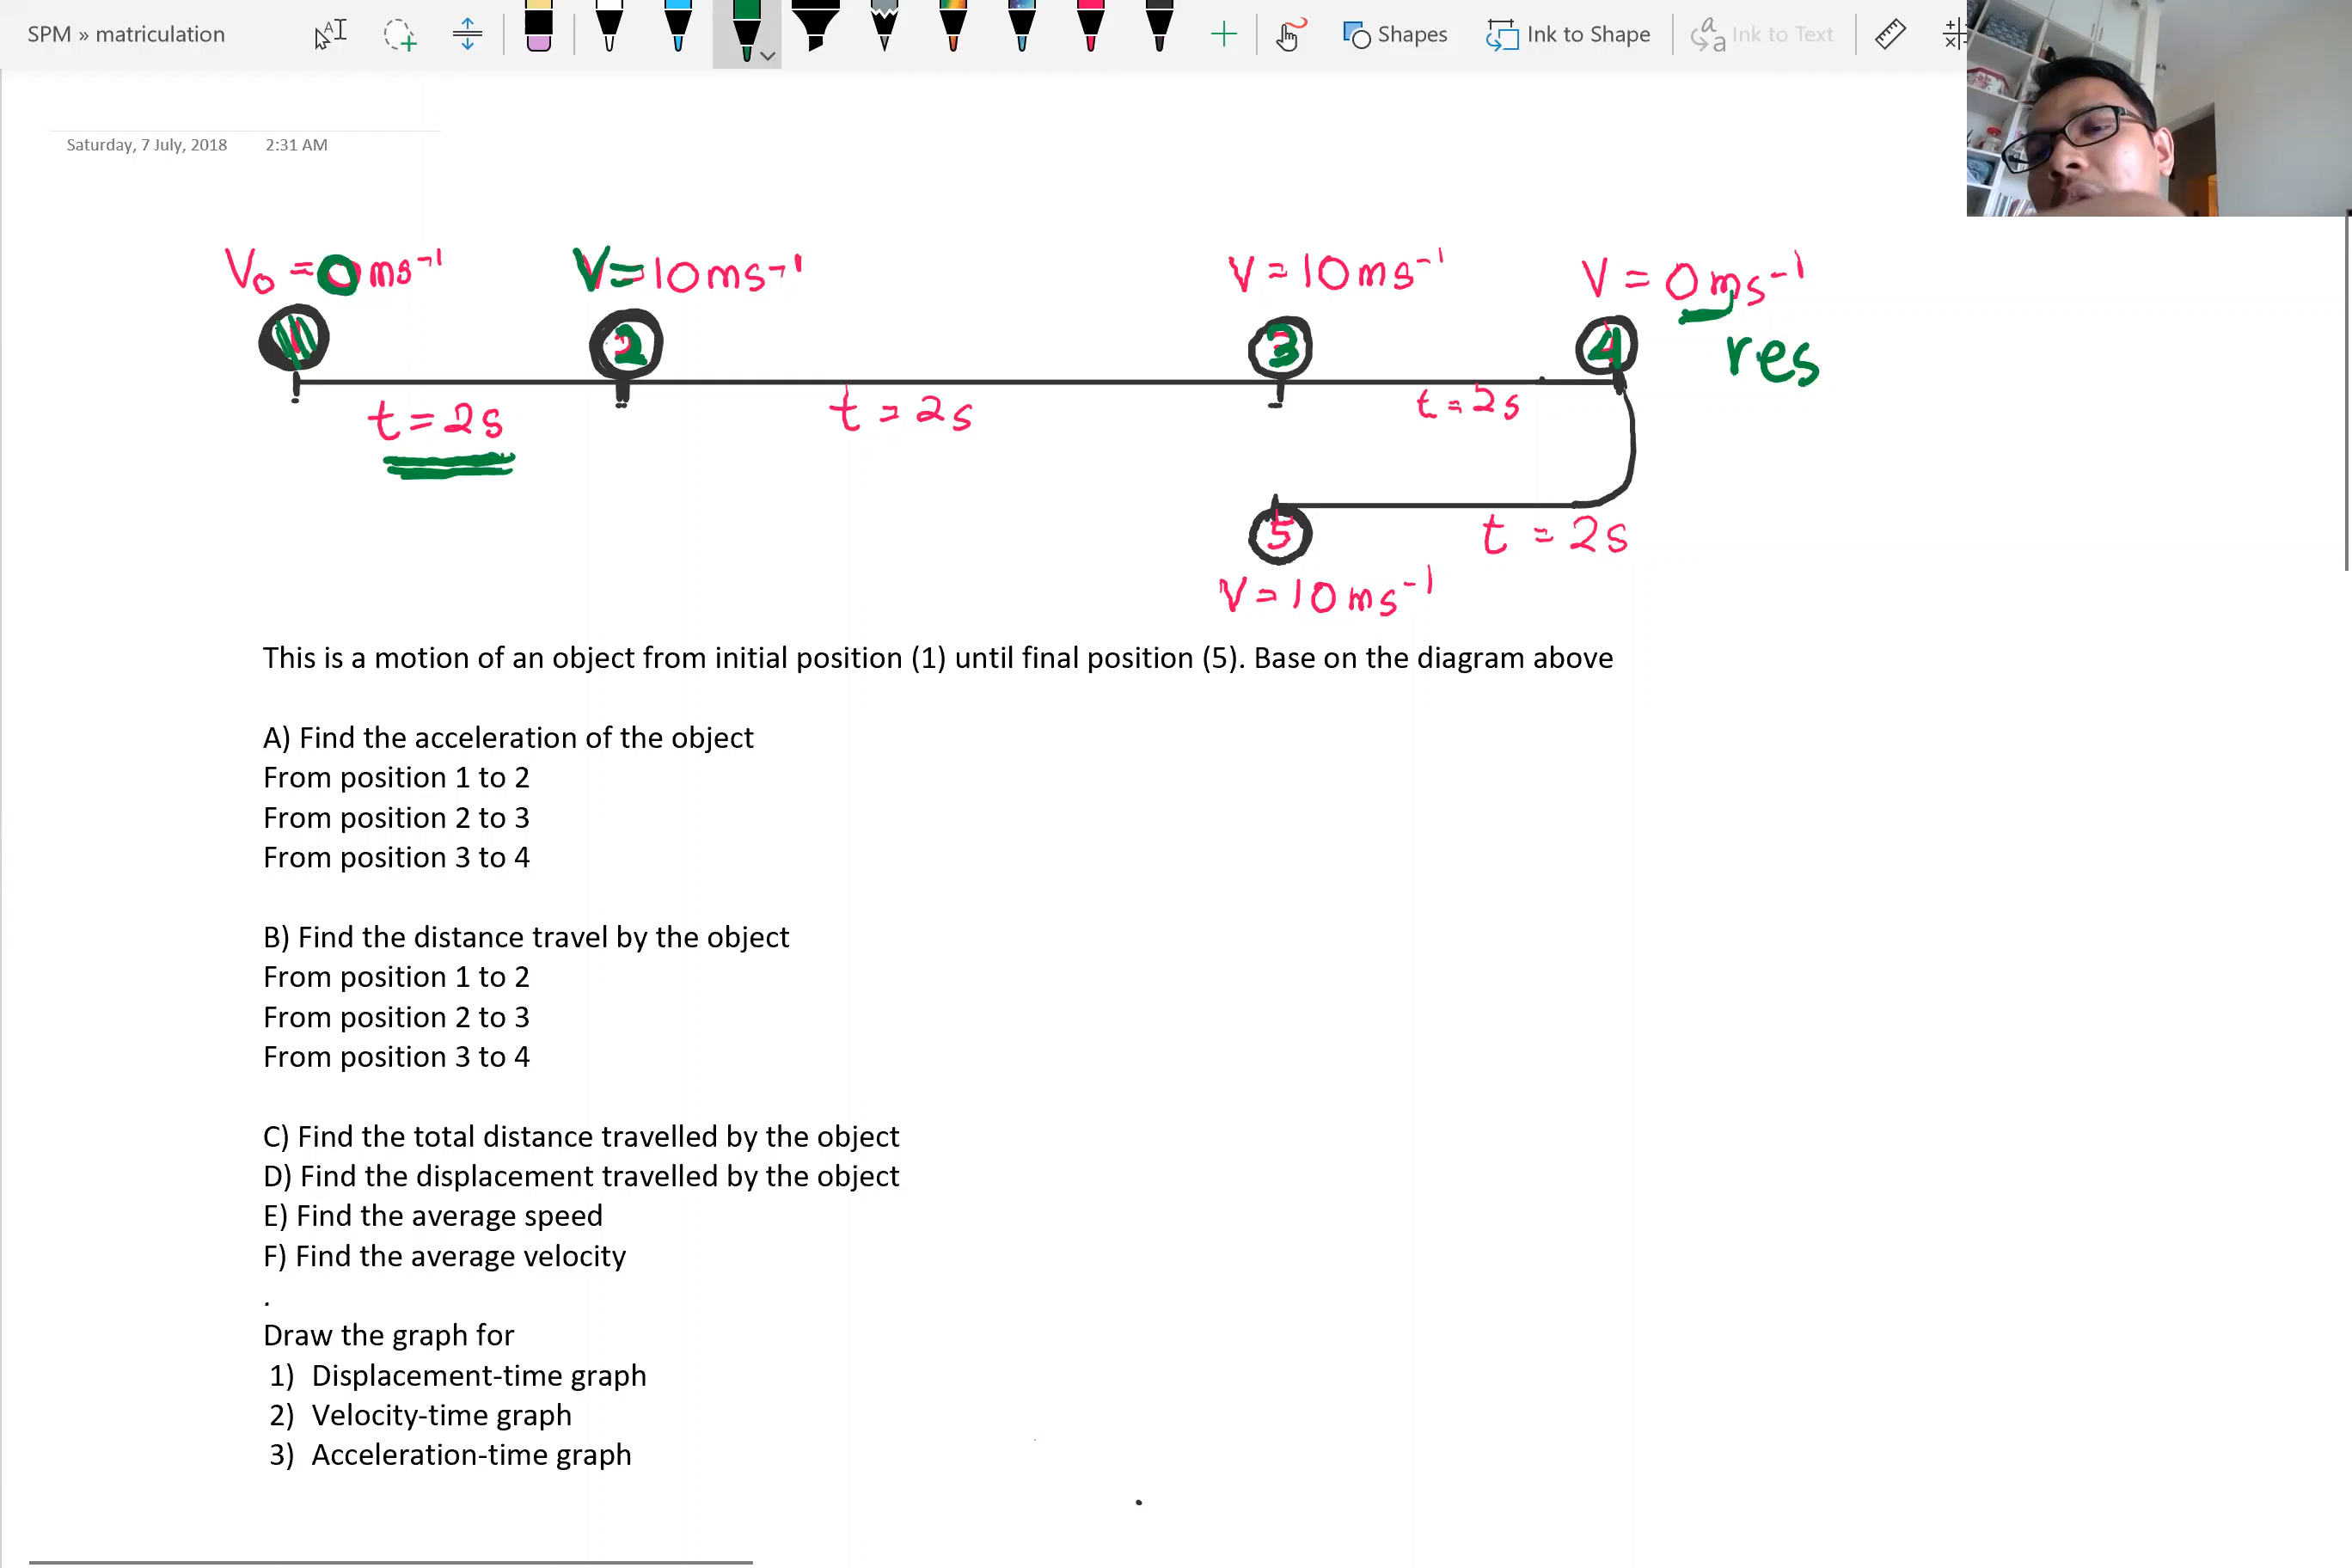 SPM » matriculation
Shapes
Ink to Shape
Ink to Text
Saturday, 7 July, 2018 2:31 AM
V₀ = 0 ms⁻¹ V = 10 ms⁻¹ V = 10 ms⁻¹ V = 0 ms⁻¹
1 2 3 4 res
t = 2s t = 2s t = 2s
5 t = 2s
V = 10 ms⁻¹
This is a motion of an object from initial position (1) until final position (5). Base on the diagram above
A) Find the acceleration of the object
From position 1 to 2
From position 2 to 3
From position 3 to 4
B) Find the distance travel by the object
From position 1 to 2
From position 2 to 3
From position 3 to 4
C) Find the total distance travelled by the object
D) Find the displacement travelled by the object
E) Find the average speed
F) Find the average velocity
.
Draw the graph for
1) Displacement-time graph
2) Velocity-time graph
3) Acceleration-time graph